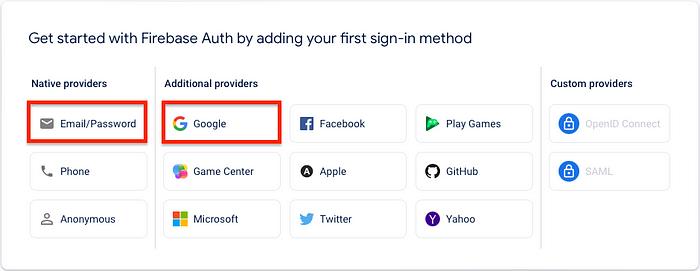 Get started with Firebase Auth by adding your first sign-in method
Native providers
Additional providers
Custom providers
Email/Password
Google
Facebook
Play Games
OpenID Connect
Phone
Game Center
Apple
GitHub
SAML
Anonymous
Microsoft
Twitter
Yahoo